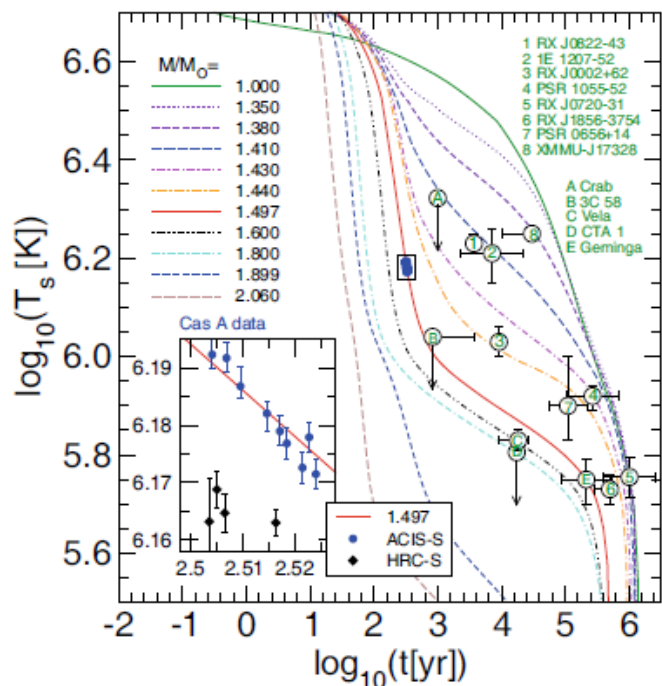 log10(Ts [K])
6.6
6.4
6.2
6.0
5.8
5.6
M/MO=
1.000
1.350
1.380
1.410
1.430
1.440
1.497
1.600
1.800
1.899
2.060
1 RX J0822-43
2 1E 1207-52
3 RX J0002+62
4 PSR 1055-52
5 RX J0720-31
6 RX J1856-3754
7 PSR 0656+14
8 XMMU-J17328
A Crab
B 3C 58
C Vela
D CTA 1
E Geminga
A
1
2
8
B
3
7
4
C
D
E
6
5
Cas A data
6.19
6.18
6.17
6.16
2.5
2.51
2.52
1.497
ACIS-S
HRC-S
-2
-1
0
1
2
3
4
5
6
log10(t[yr])